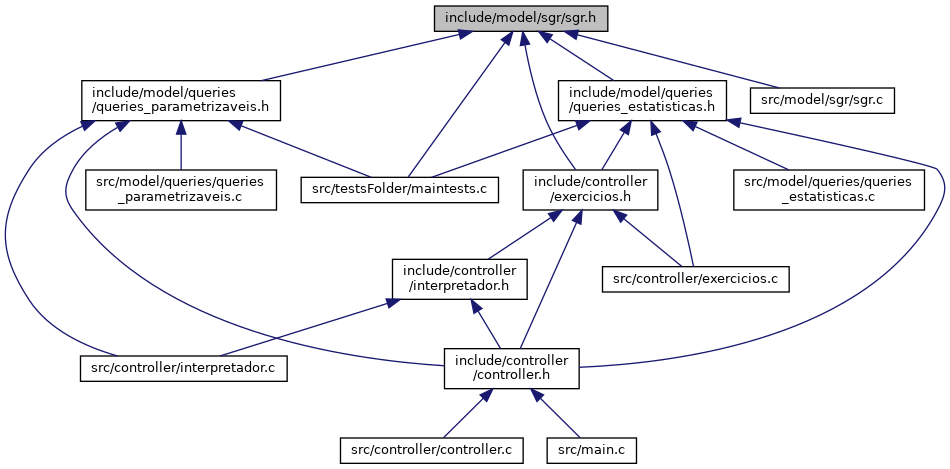 include/model/sgr/sgr.h
include/model/queries
/queries_parametrizaveis.h
include/model/queries
/queries_estatisticas.h
src/model/sgr/sgr.c
src/model/queries/queries
_parametrizaveis.c
src/testsFolder/maintests.c
include/controller
/exercicios.h
src/model/queries/queries
_estatisticas.c
include/controller
/interpretador.h
src/controller/exercicios.c
src/controller/interpretador.c
include/controller
/controller.h
src/controller/controller.c
src/main.c